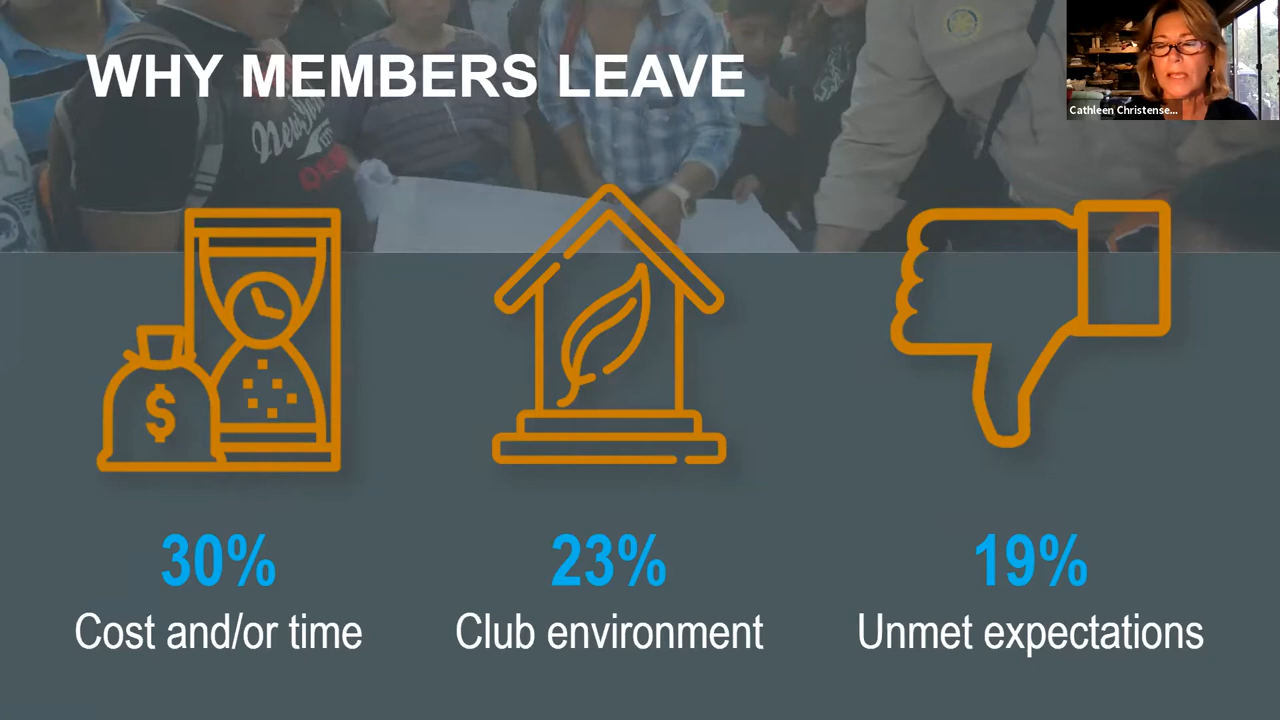 WHY MEMBERS LEAVE
Cathleen Christense...
$
30%
23%
19%
Cost and/or time
Club environment
Unmet expectations